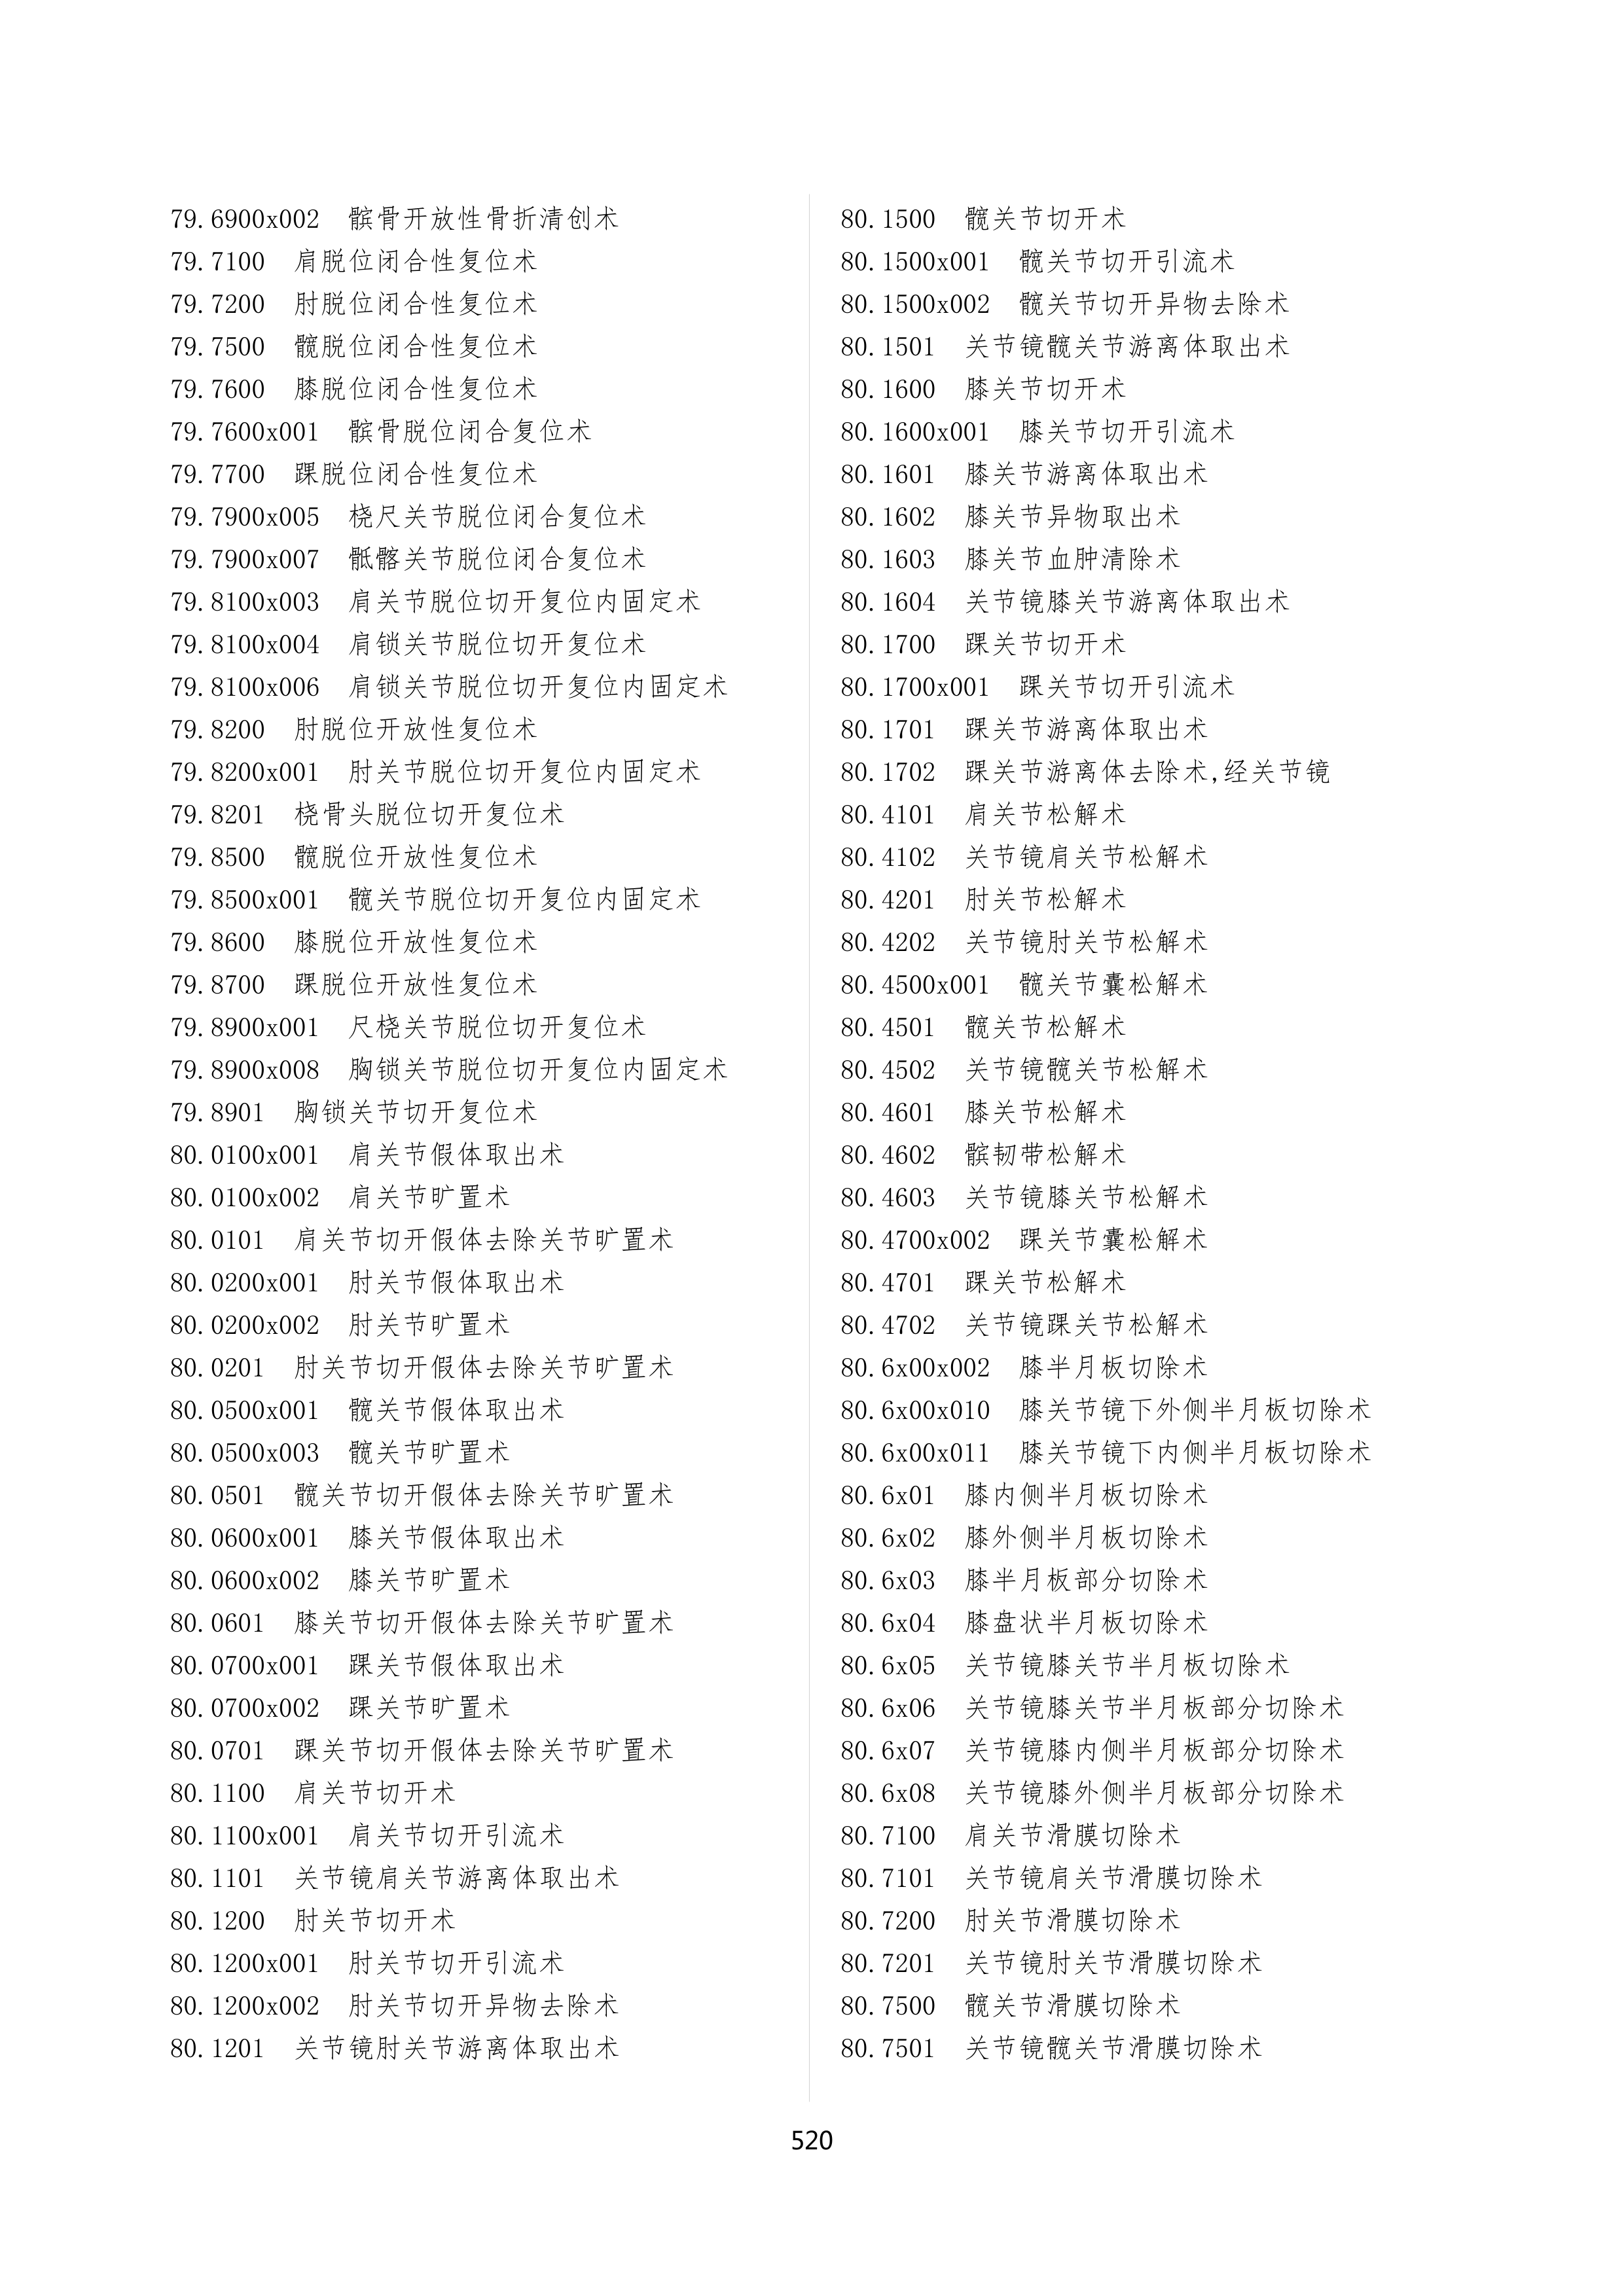 79.6900x002 髌骨开放性骨折清创术
79.7100 肩脱位闭合性复位术
79.7200 肘脱位闭合性复位术
79.7500 髋脱位闭合性复位术
79.7600 膝脱位闭合性复位术
79.7600x001 髌骨脱位闭合复位术
79.7700 踝脱位闭合性复位术
79.7900x005 桡尺关节脱位闭合复位术
79.7900x007 骶髂关节脱位闭合复位术
79.8100x003 肩关节脱位切开复位内固定术
79.8100x004 肩锁关节脱位切开复位术
79.8100x006 肩锁关节脱位切开复位内固定术
79.8200 肘脱位开放性复位术
79.8200x001 肘关节脱位切开复位内固定术
79.8201 桡骨头脱位切开复位术
79.8500 髋脱位开放性复位术
79.8500x001 髋关节脱位切开复位内固定术
79.8600 膝脱位开放性复位术
79.8700 踝脱位开放性复位术
79.8900x001 尺桡关节脱位切开复位术
79.8900x008 胸锁关节脱位切开复位内固定术
79.8901 胸锁关节切开复位术
80.0100x001 肩关节假体取出术
80.0100x002 肩关节旷置术
80.0101 肩关节切开假体去除关节旷置术
80.0200x001 肘关节假体取出术
80.0200x002 肘关节旷置术
80.0201 肘关节切开假体去除关节旷置术
80.0500x001 髋关节假体取出术
80.0500x003 髋关节旷置术
80.0501 髋关节切开假体去除关节旷置术
80.0600x001 膝关节假体取出术
80.0600x002 膝关节旷置术
80.0601 膝关节切开假体去除关节旷置术
80.0700x001 踝关节假体取出术
80.0700x002 踝关节旷置术
80.0701 踝关节切开假体去除关节旷置术
80.1100 肩关节切开术
80.1100x001 肩关节切开引流术
80.1101 关节镜肩关节游离体取出术
80.1200 肘关节切开术
80.1200x001 肘关节切开引流术
80.1200x002 肘关节切开异物去除术
80.1201 关节镜肘关节游离体取出术
80.1500 髋关节切开术
80.1500x001 髋关节切开引流术
80.1500x002 髋关节切开异物去除术
80.1501 关节镜髋关节游离体取出术
80.1600 膝关节切开术
80.1600x001 膝关节切开引流术
80.1601 膝关节游离体取出术
80.1602 膝关节异物取出术
80.1603 膝关节血肿清除术
80.1604 关节镜膝关节游离体取出术
80.1700 踝关节切开术
80.1700x001 踝关节切开引流术
80.1701 踝关节游离体取出术
80.1702 踝关节游离体去除术,经关节镜
80.4101 肩关节松解术
80.4102 关节镜肩关节松解术
80.4201 肘关节松解术
80.4202 关节镜肘关节松解术
80.4500x001 髋关节囊松解术
80.4501 髋关节松解术
80.4502 关节镜髋关节松解术
80.4601 膝关节松解术
80.4602 髌韧带松解术
80.4603 关节镜膝关节松解术
80.4700x002 踝关节囊松解术
80.4701 踝关节松解术
80.4702 关节镜踝关节松解术
80.6x00x002 膝半月板切除术
80.6x00x010 膝关节镜下外侧半月板切除术
80.6x00x011 膝关节镜下内侧半月板切除术
80.6x01 膝内侧半月板切除术
80.6x02 膝外侧半月板切除术
80.6x03 膝半月板部分切除术
80.6x04 膝盘状半月板切除术
80.6x05 关节镜膝关节半月板切除术
80.6x06 关节镜膝关节半月板部分切除术
80.6x07 关节镜膝内侧半月板部分切除术
80.6x08 关节镜膝外侧半月板部分切除术
80.7100 肩关节滑膜切除术
80.7101 关节镜肩关节滑膜切除术
80.7200 肘关节滑膜切除术
80.7201 关节镜肘关节滑膜切除术
80.7500 髋关节滑膜切除术
80.7501 关节镜髋关节滑膜切除术
520